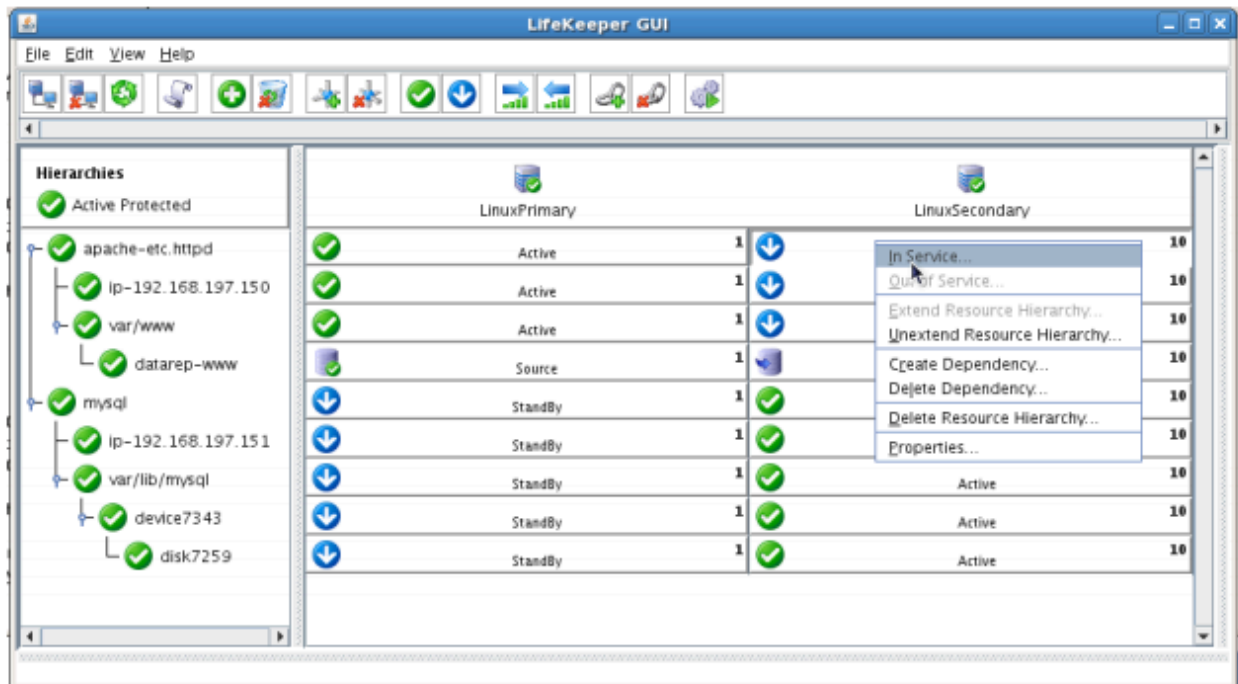 LifeKeeper GUI
File Edit View Help
Hierarchies
Active Protected
LinuxPrimary
LinuxSecondary
apache-etc.httpd
Active
1
10
ip-192.168.197.150
Active
1
10
var/www
Active
1
10
datarep-www
Source
1
10
mysql
StandBy
1
10
ip-192.168.197.151
StandBy
1
10
var/lib/mysql
StandBy
1
Active
10
device7343
StandBy
1
Active
10
disk7259
StandBy
1
Active
10
In Service...
Out of Service...
Extend Resource Hierarchy...
Unextend Resource Hierarchy...
Create Dependency...
Delete Dependency...
Delete Resource Hierarchy...
Properties...